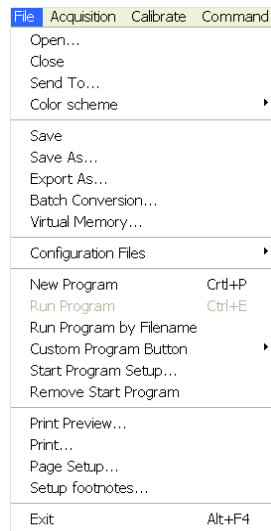 File Acquisition Calibrate Command
Open...
Close
Send To...
Color scheme
Save
Save As...
Export As...
Batch Conversion...
Virtual Memory...
Configuration Files
New Program Crtl+P
Run Program Ctrl+E
Run Program by Filename
Custom Program Button
Start Program Setup...
Remove Start Program
Print Preview...
Print...
Page Setup...
Setup footnotes...
Exit Alt+F4